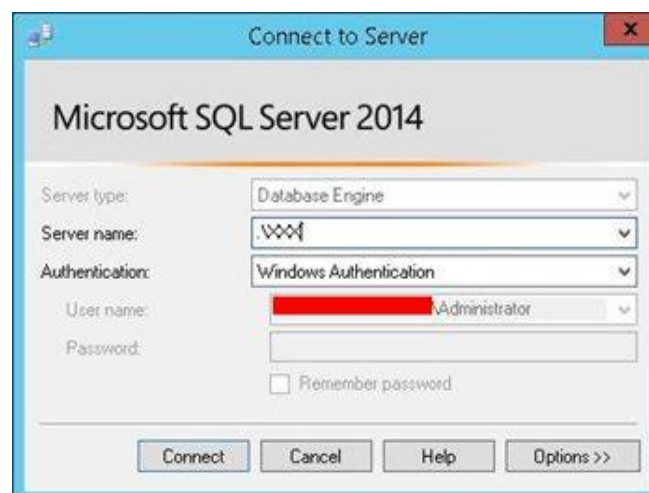 Connect to Server
x
Microsoft SQL Server 2014
Server type: Database Engine
Server name: .\XXX
Authentication: Windows Authentication
User name: \Administrator
Password:
Remember password
Connect Cancel Help Options >>